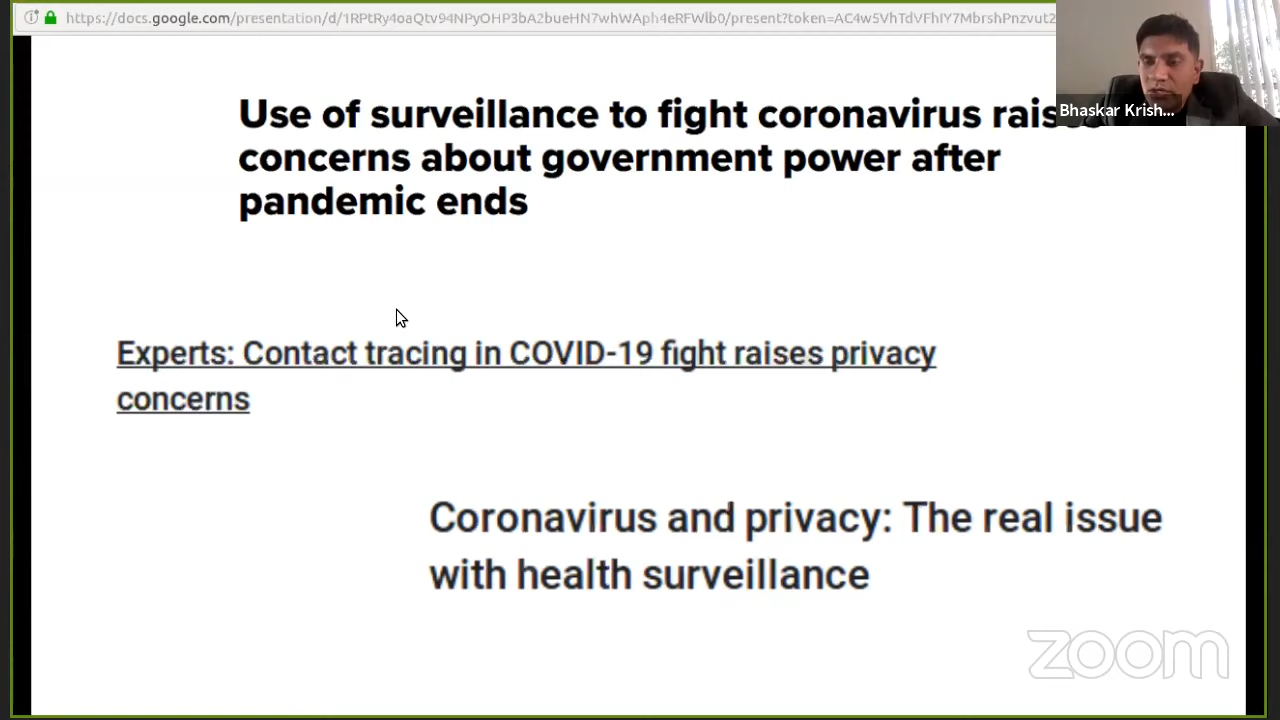 https://docs.google.com/presentation/d/1RPtRy4oaQtv94NPyOHP3bA2bueHN7whWAph4eRFWlb0/present?token=AC4w5VhTdVFhIY7MbrshPnzvut2
Bhaskar Krish...
Use of surveillance to fight coronavirus raises
concerns about government power after
pandemic ends
Experts: Contact tracing in COVID-19 fight raises privacy
concerns
Coronavirus and privacy: The real issue
with health surveillance
zoom